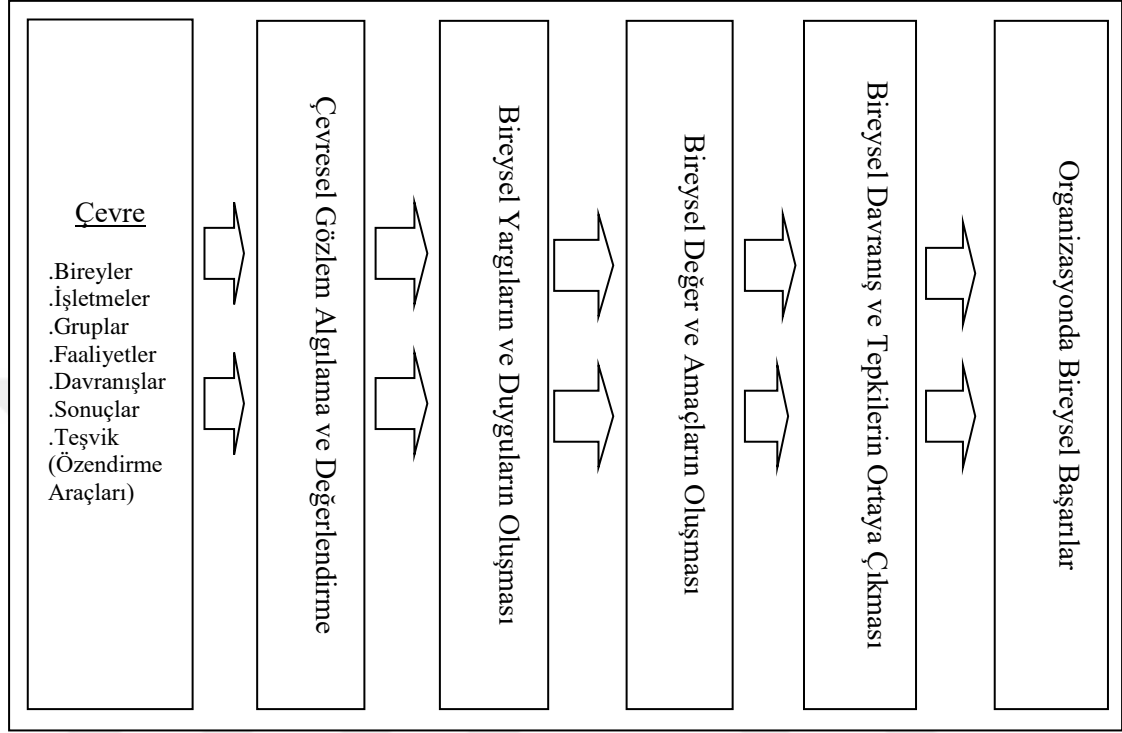 Çevre
.Bireyler
.İşletmeler
.Gruplar
.Faaliyetler
.Davranışlar
.Sonuçlar
.Teşvik
(Özendirme
Araçları)
Çevresel Gözlem Algılama ve Değerlendirme
Bireysel Yargıların ve Duyguların Oluşması
Bireysel Değer ve Amaçların Oluşması
Bireysel Davranış ve Tepkilerin Ortaya Çıkması
Organizasyonda Bireysel Başarılar